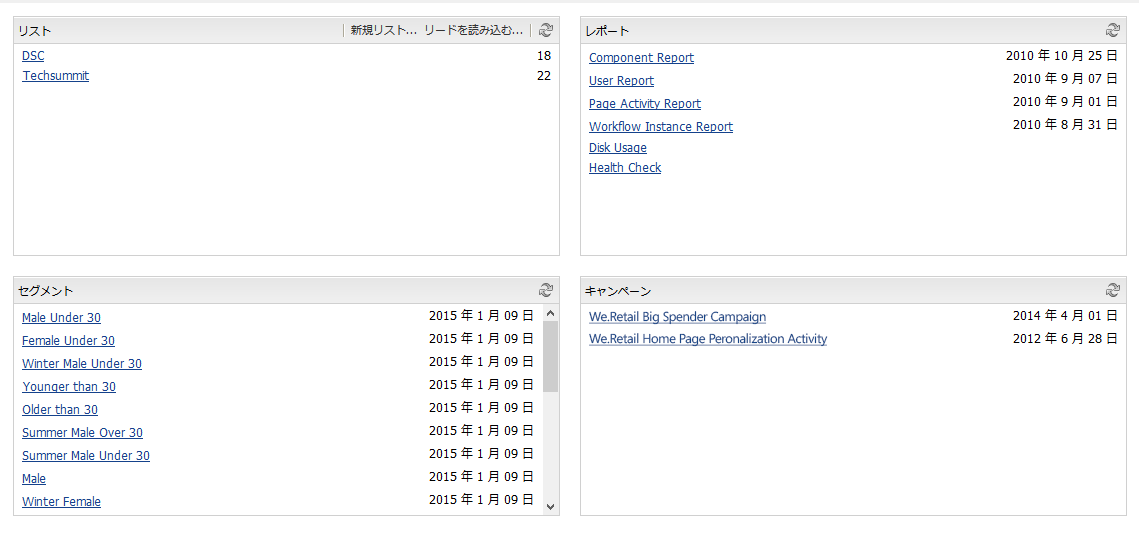 リスト 新規リスト... リードを読み込む...
DSC 18
Techsummit 22
レポート
Component Report 2010 年 10 月 25 日
User Report 2010 年 9 月 07 日
Page Activity Report 2010 年 9 月 01 日
Workflow Instance Report 2010 年 8 月 31 日
Disk Usage
Health Check
セグメント
Male Under 30 2015 年 1 月 09 日
Female Under 30 2015 年 1 月 09 日
Winter Male Under 30 2015 年 1 月 09 日
Younger than 30 2015 年 1 月 09 日
Older than 30 2015 年 1 月 09 日
Summer Male Over 30 2015 年 1 月 09 日
Summer Male Under 30 2015 年 1 月 09 日
Male 2015 年 1 月 09 日
Winter Female 2015 年 1 月 09 日
キャンペーン
We.Retail Big Spender Campaign 2014 年 4 月 01 日
We.Retail Home Page Peronalization Activity 2012 年 6 月 28 日